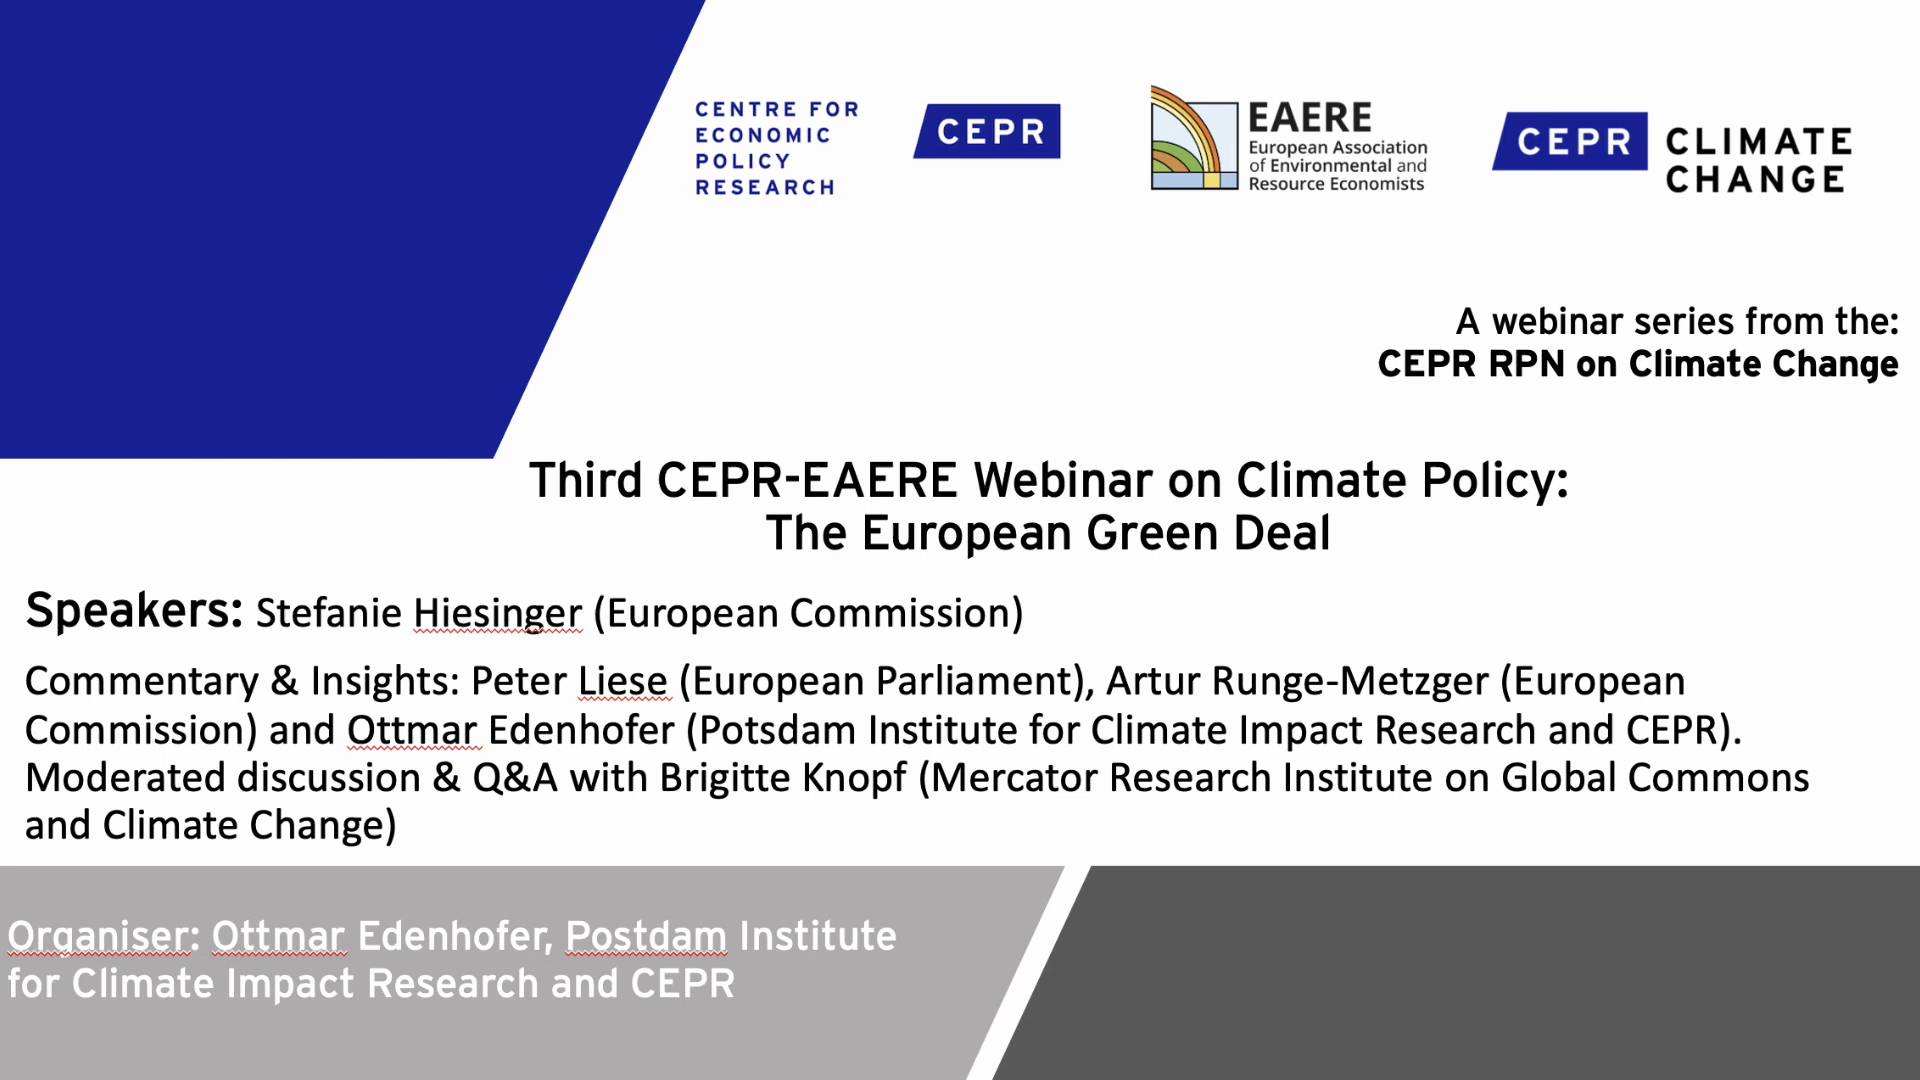 CENTRE FOR
ECONOMIC
POLICY
RESEARCH
CEPR
EAERE
European Association
of Environmental and
Resource Economists
CEPR
CLIMATE
CHANGE
A webinar series from the:
CEPR RPN on Climate Change
Third CEPR-EAERE Webinar on Climate Policy:
The European Green Deal
Speakers: Stefanie Hiesinger (European Commission)
Commentary & Insights: Peter Liese (European Parliament), Artur Runge-Metzger (European
Commission) and Ottmar Edenhofer (Potsdam Institute for Climate Impact Research and CEPR).
Moderated discussion & Q&A with Brigitte Knopf (Mercator Research Institute on Global Commons
and Climate Change)
Organiser: Ottmar Edenhofer, Postdam Institute
for Climate Impact Research and CEPR